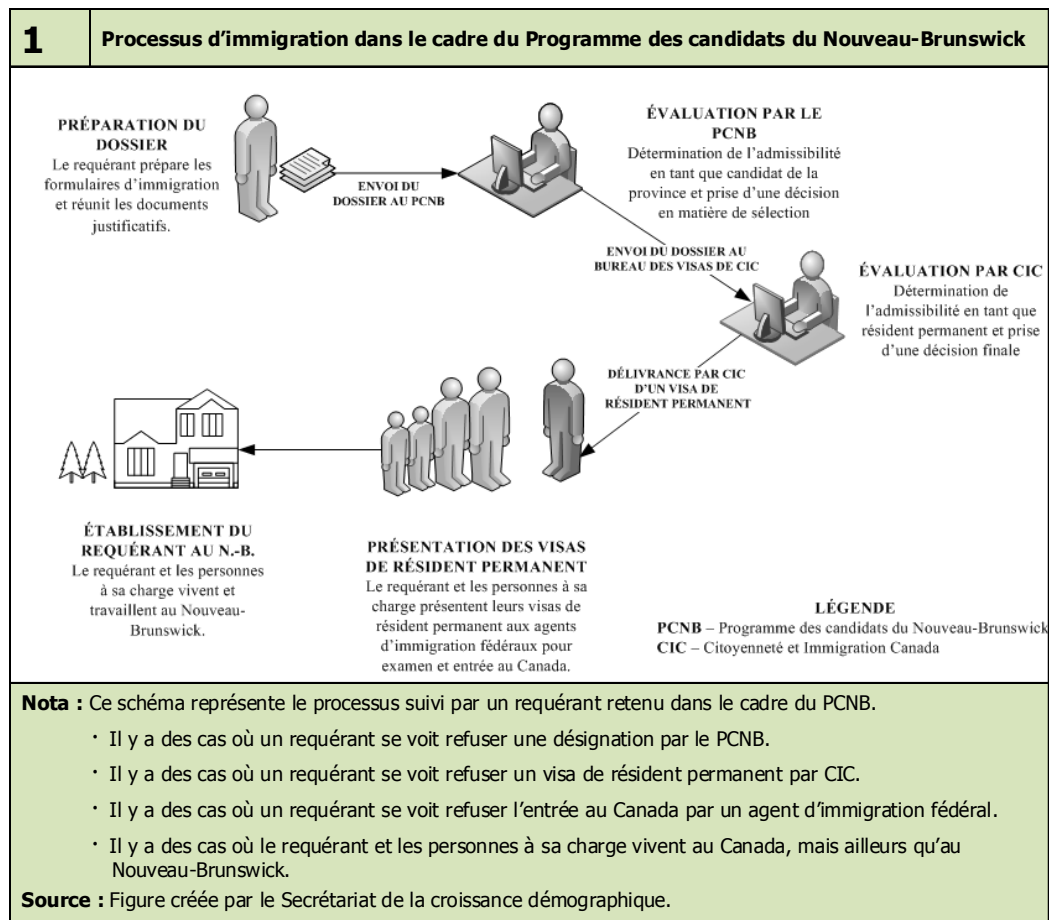 1
Processus d'immigration dans le cadre du Programme des candidats du Nouveau-Brunswick
PRÉPARATION DU
DOSSIER
Le requérant prépare les
formulaires d'immigration
et réunit les documents
justificatifs.
ENVOI DU
DOSSIER AU PCNB
ÉVALUATION PAR LE
PCNB
Détermination de l'admissibilité
en tant que candidat de la
province et prise d'une décision
en matière de sélection
ENVOI DU DOSSIER AU
BUREAU DES VISAS DE CIC
ÉVALUATION PAR CIC
Détermination de
l'admissibilité en tant que
résident permanent et prise
d'une décision finale
DÉLIVRANCE PAR CIC
D'UN VISA DE
RÉSIDENT PERMANENT
PRÉSENTATION DES VISAS
DE RÉSIDENT PERMANENT
Le requérant et les personnes à sa
charge présentent leurs visas de
résident permanent aux agents
d'immigration fédéraux pour
examen et entrée au Canada.
ÉTABLISSEMENT DU
REQUÉRANT AU N.-B.
Le requérant et les personnes
à sa charge vivent et
travaillent au Nouveau-
Brunswick.
LÉGENDE
PCNB – Programme des candidats du Nouveau-Brunswick
CIC – Citoyenneté et Immigration Canada
Nota : Ce schéma représente le processus suivi par un requérant retenu dans le cadre du PCNB.
· Il y a des cas où un requérant se voit refuser une désignation par le PCNB.
· Il y a des cas où un requérant se voit refuser un visa de résident permanent par CIC.
· Il y a des cas où un requérant se voit refuser l'entrée au Canada par un agent d'immigration fédéral.
· Il y a des cas où le requérant et les personnes à sa charge vivent au Canada, mais ailleurs qu'au
Nouveau-Brunswick.
Source : Figure créée par le Secrétariat de la croissance démographique.